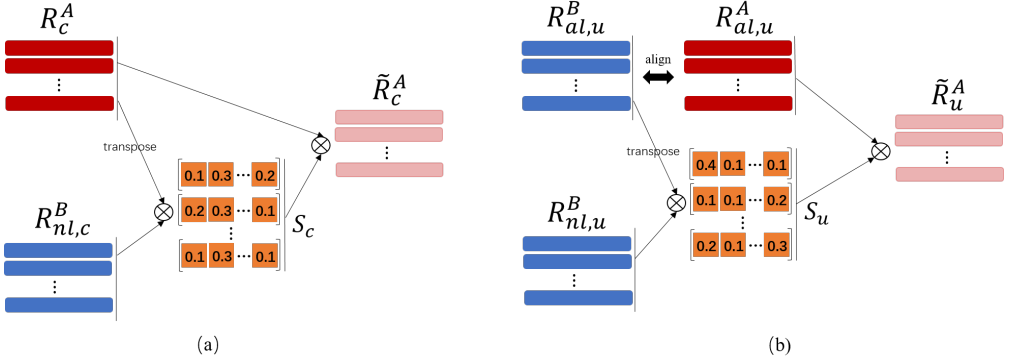 R_c^A
⋮
transpose
R_{nl,c}^B
⋮
0.1 0.3 ⋯ 0.2
0.2 0.3 ⋯ 0.1
⋮
0.1 0.3 ⋯ 0.1
S_c
R̃_c^A
⋮
(a)
R_{al,u}^B
⋮
align
R_{al,u}^A
⋮
transpose
R_{nl,u}^B
⋮
0.4 0.1 ⋯ 0.1
0.1 0.1 ⋯ 0.2
⋮
0.2 0.1 ⋯ 0.3
S_u
R̃_u^A
⋮
(b)